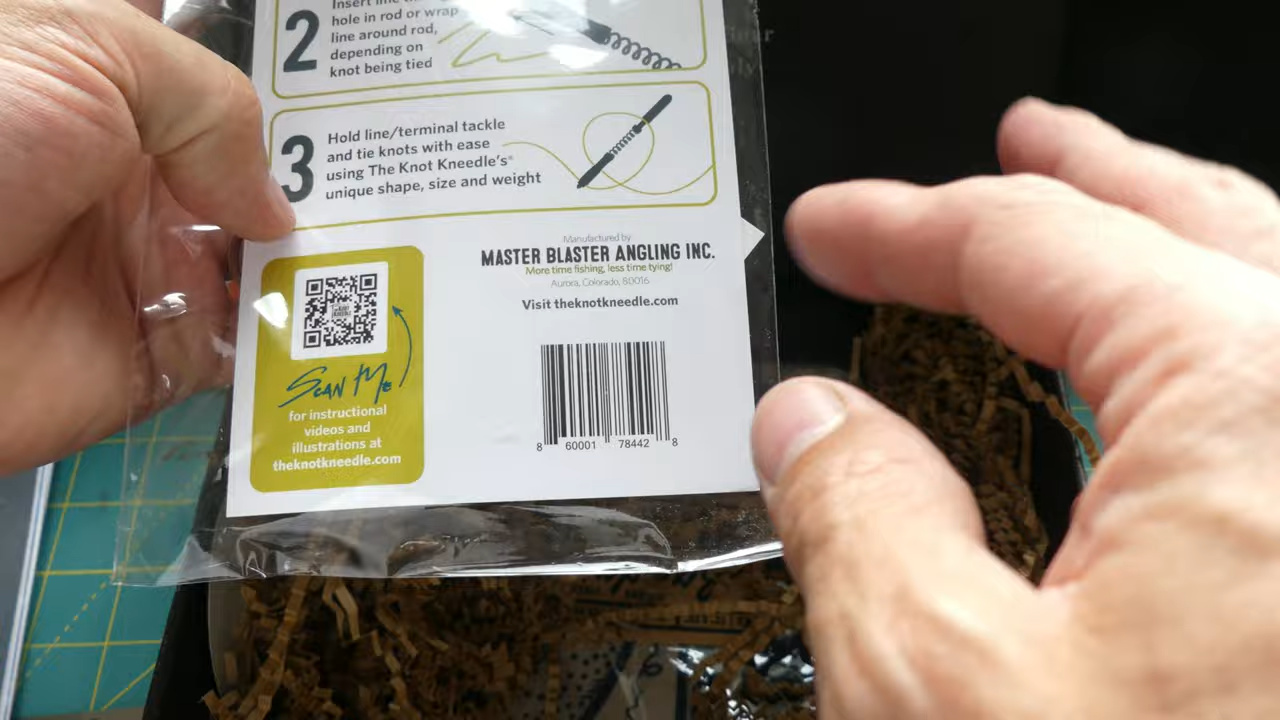 2
Insert line
hole in rod or wrap
line around rod,
depending on
knot being tied
3
Hold line/terminal tackle
and tie knots with ease
using The Knot Kneedle's®
unique shape, size and weight
Manufactured by
MASTER BLASTER ANGLING INC.
More time fishing, less time tying!
Aurora, Colorado, 80016
Visit theknotkneedle.com
SCAN ME
for instructional
videos and
illustrations at
theknotkneedle.com
8 60001 78442 8